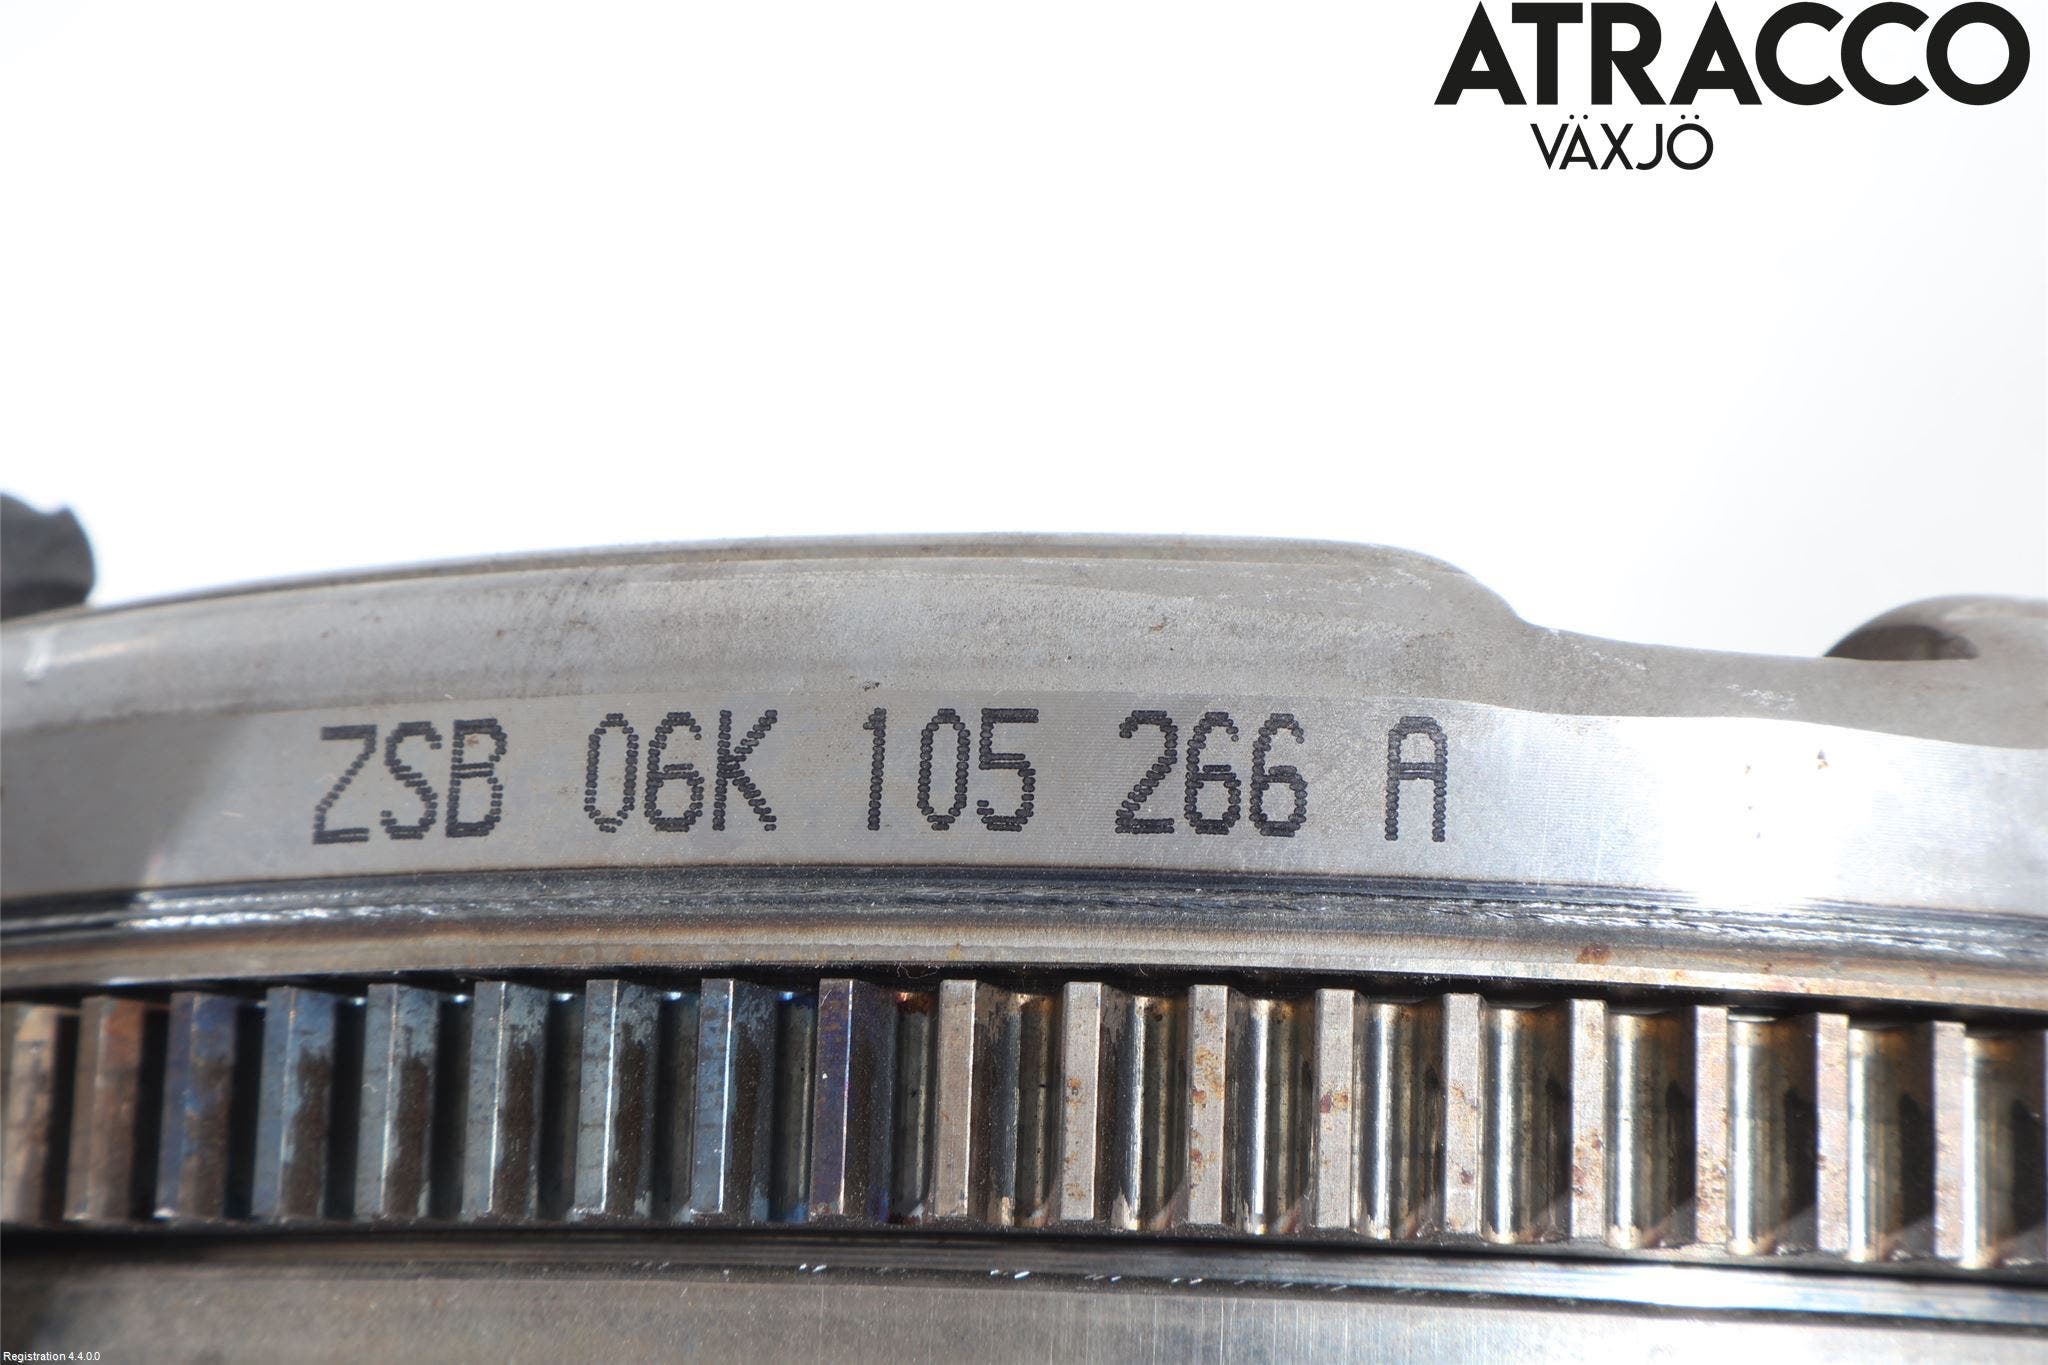 ATRACCO
VÄXJÖ
ZSB 06K 105 266 A
Registration 4.4.0.0